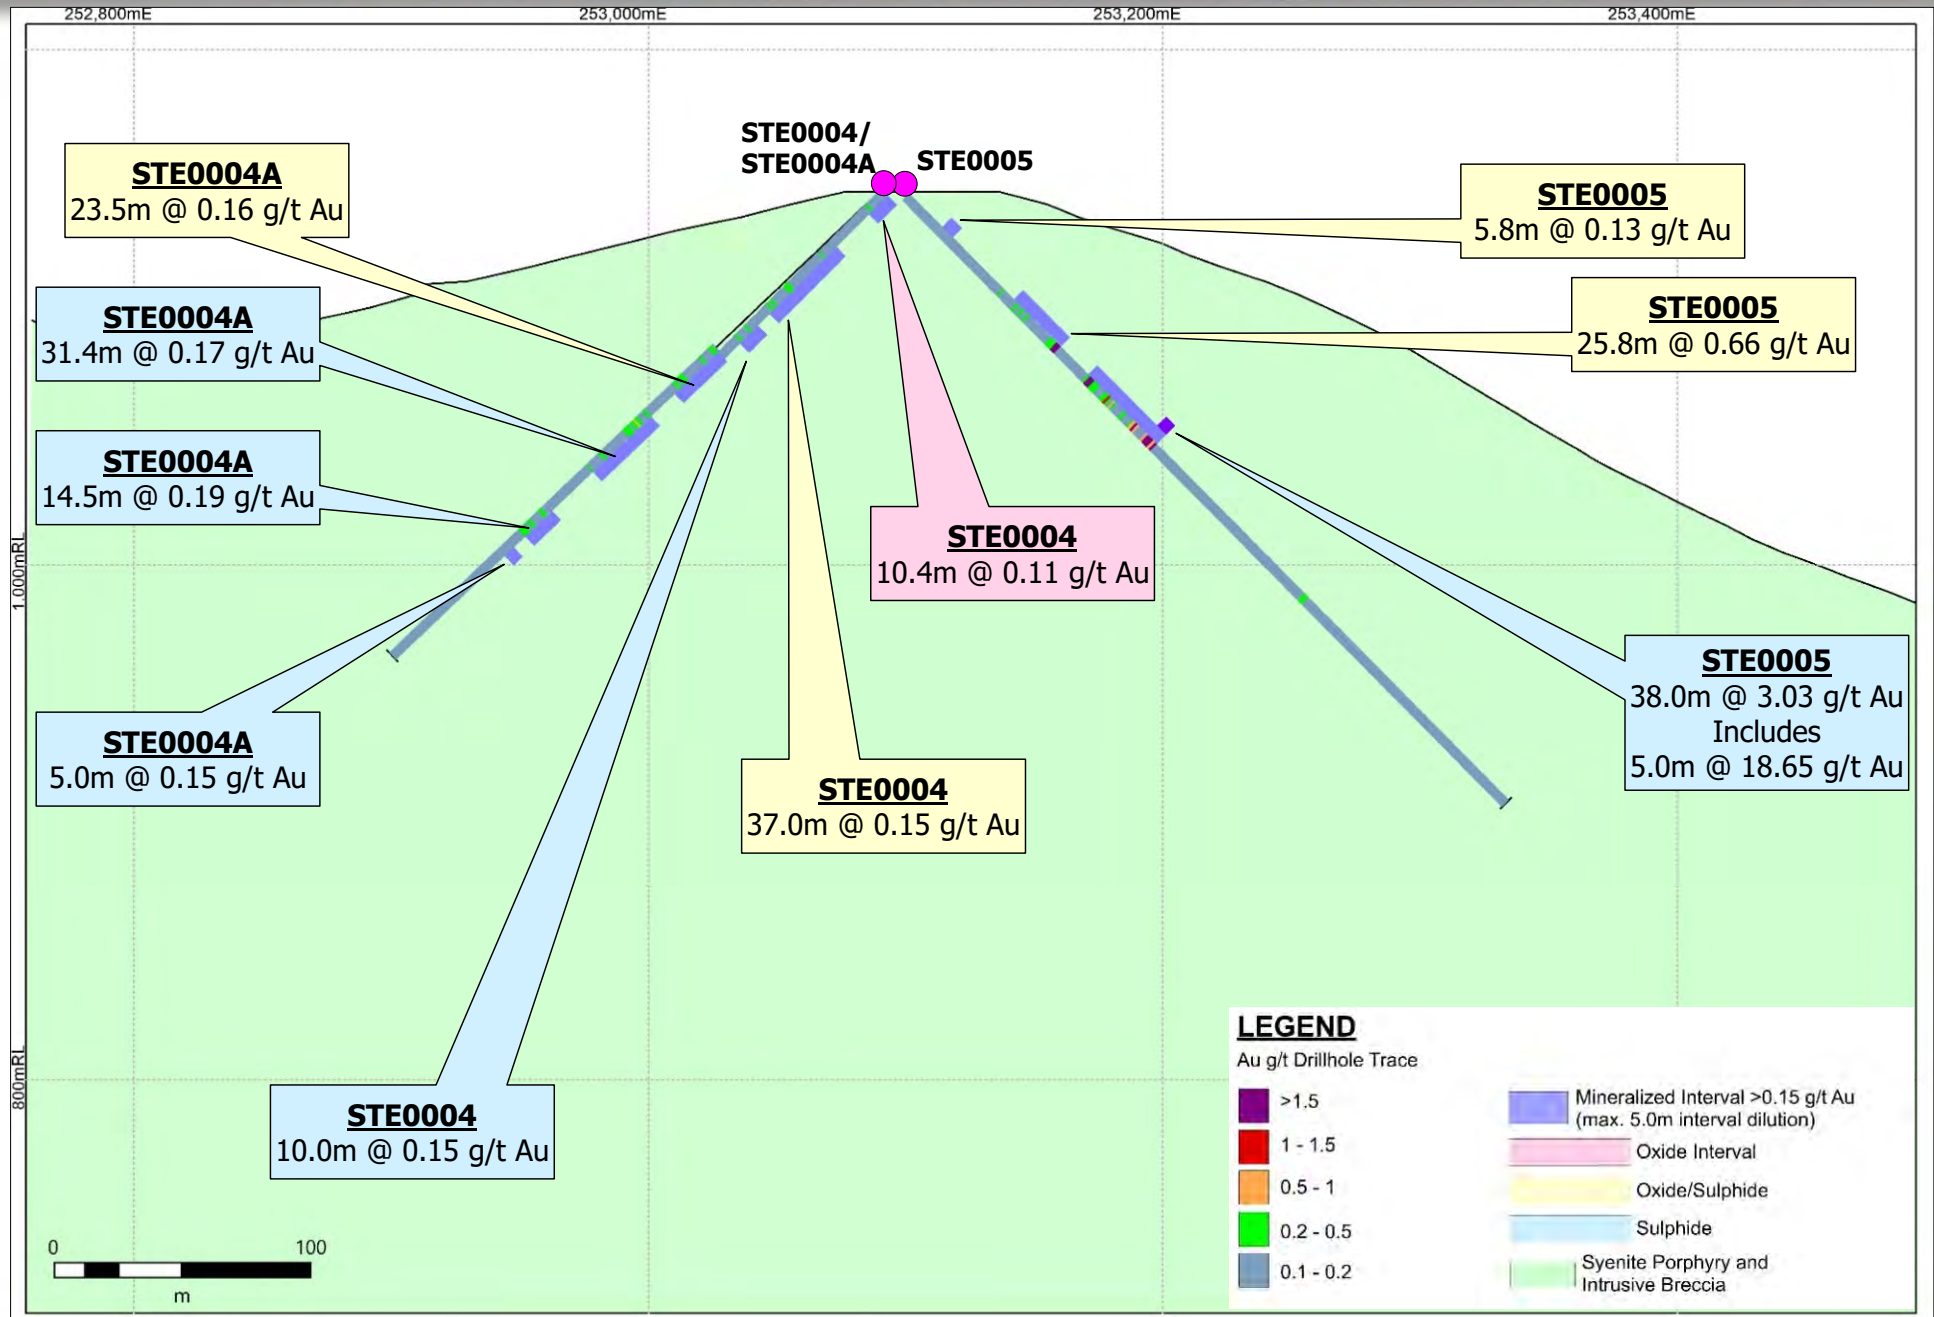 252,800mE
253,000mE
253,200mE
253,400mE
STE0004/
STE0004A
STE0005
STE0004A
23.5m @ 0.16 g/t Au
STE0005
5.8m @ 0.13 g/t Au
STE0004A
31.4m @ 0.17 g/t Au
STE0005
25.8m @ 0.66 g/t Au
STE0004A
14.5m @ 0.19 g/t Au
STE0004
10.4m @ 0.11 g/t Au
1,000mRL
STE0005
38.0m @ 3.03 g/t Au
Includes
5.0m @ 18.65 g/t Au
STE0004A
5.0m @ 0.15 g/t Au
STE0004
37.0m @ 0.15 g/t Au
800mRL
STE0004
10.0m @ 0.15 g/t Au
LEGEND
Au g/t Drillhole Trace
>1.5
1 - 1.5
0.5 - 1
0.2 - 0.5
0.1 - 0.2
Mineralized Interval >0.15 g/t Au
(max. 5.0m interval dilution)
Oxide Interval
Oxide/Sulphide
Sulphide
Syenite Porphyry and
Intrusive Breccia
0
100
m